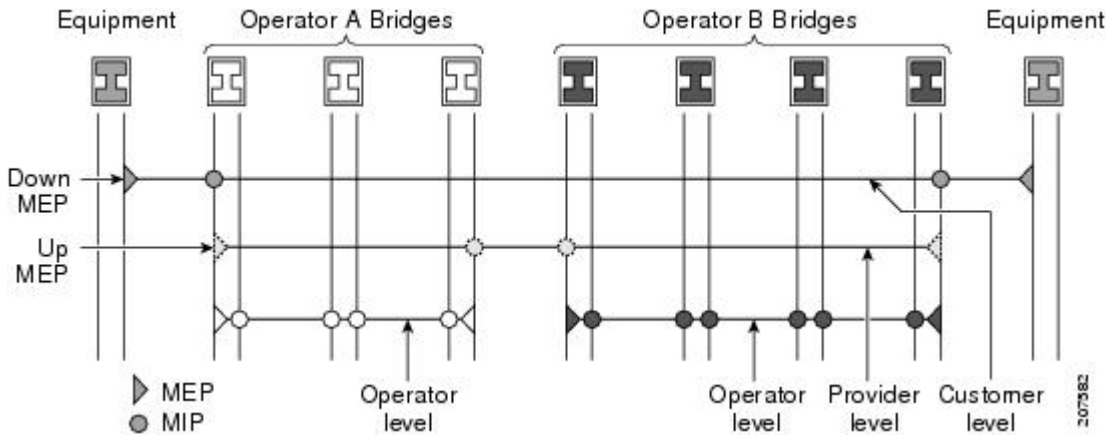 Equipment
Operator A Bridges
Operator B Bridges
Equipment
Down
MEP
Up
MEP
MEP
MIP
Operator
level
Operator
level
Provider
level
Customer
level
207582